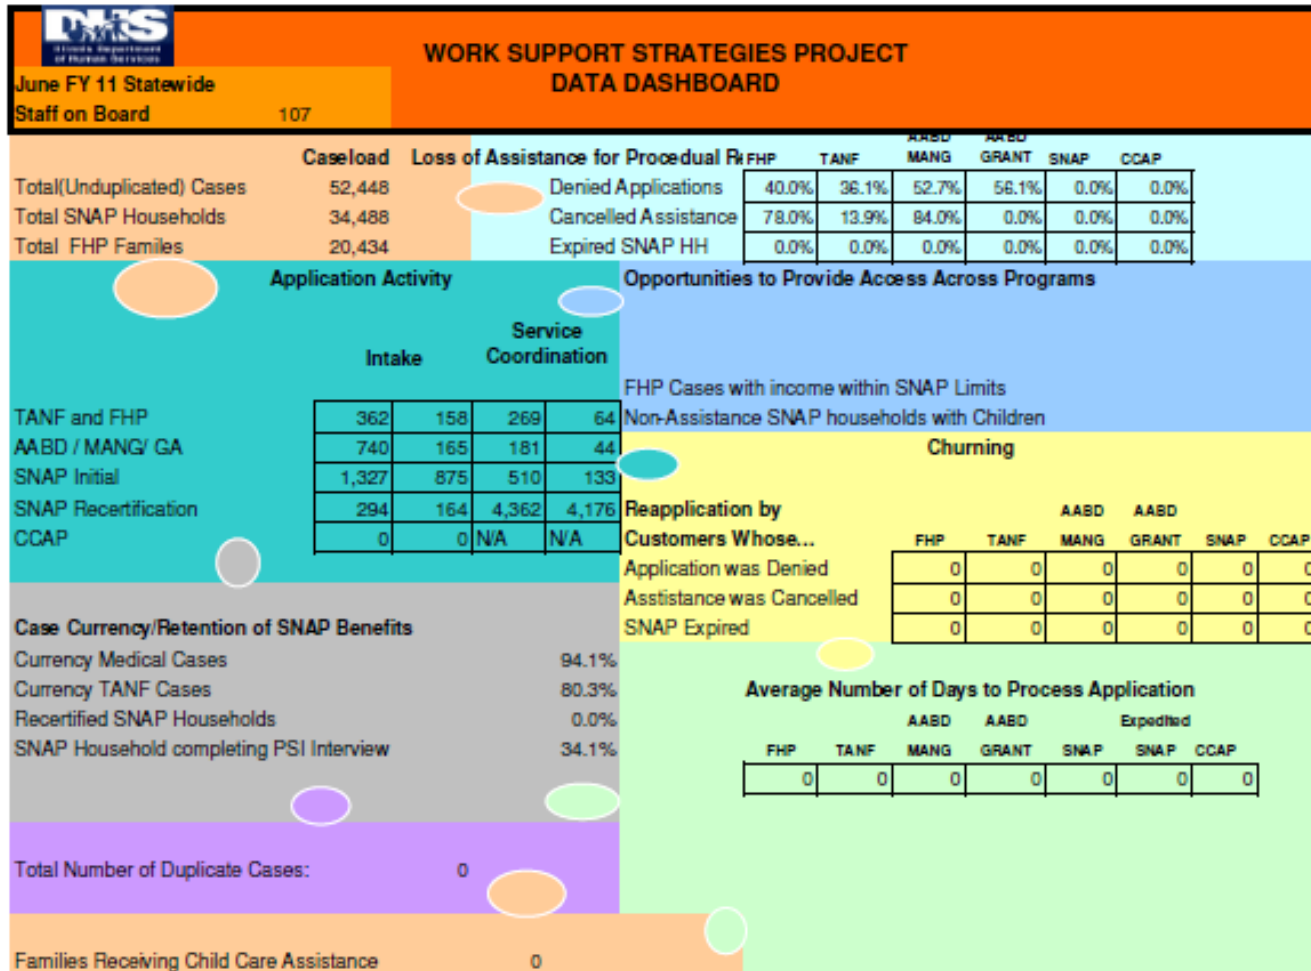 DHS
Illinois Department
of Human Services
WORK SUPPORT STRATEGIES PROJECT
DATA DASHBOARD
June FY 11 Statewide
Staff on Board 107
Caseload
Total(Unduplicated) Cases 52,448
Total SNAP Households 34,488
Total FHP Familes 20,434
Loss of Assistance for Procedual R FHP TANF AABD MANG AABD GRANT SNAP CCAP
Denied Applications 40.0% 36.1% 52.7% 56.1% 0.0% 0.0%
Cancelled Assistance 78.0% 13.9% 84.0% 0.0% 0.0% 0.0%
Expired SNAP HH 0.0% 0.0% 0.0% 0.0% 0.0% 0.0%
Application Activity
Intake Service Coordination
TANF and FHP 362 158 269 64
AABD / MANG/ GA 740 165 181 44
SNAP Initial 1,327 875 510 133
SNAP Recertification 294 164 4,362 4,176
CCAP 0 0 N/A N/A
Opportunities to Provide Access Across Programs
FHP Cases with income within SNAP Limits
Non-Assistance SNAP households with Children
Churning
Reapplication by AABD AABD
Customers Whose... FHP TANF MANG GRANT SNAP CCAP
Application was Denied 0 0 0 0 0 0
Asstistance was Cancelled 0 0 0 0 0 0
SNAP Expired 0 0 0 0 0 0
Case Currency/Retention of SNAP Benefits
Currency Medical Cases 94.1%
Currency TANF Cases 80.3%
Recertified SNAP Households 0.0%
SNAP Household completing PSI Interview 34.1%
Average Number of Days to Process Application
AABD AABD Expedited
FHP TANF MANG GRANT SNAP SNAP CCAP
0 0 0 0 0 0 0
Total Number of Duplicate Cases: 0
Families Receiving Child Care Assistance 0